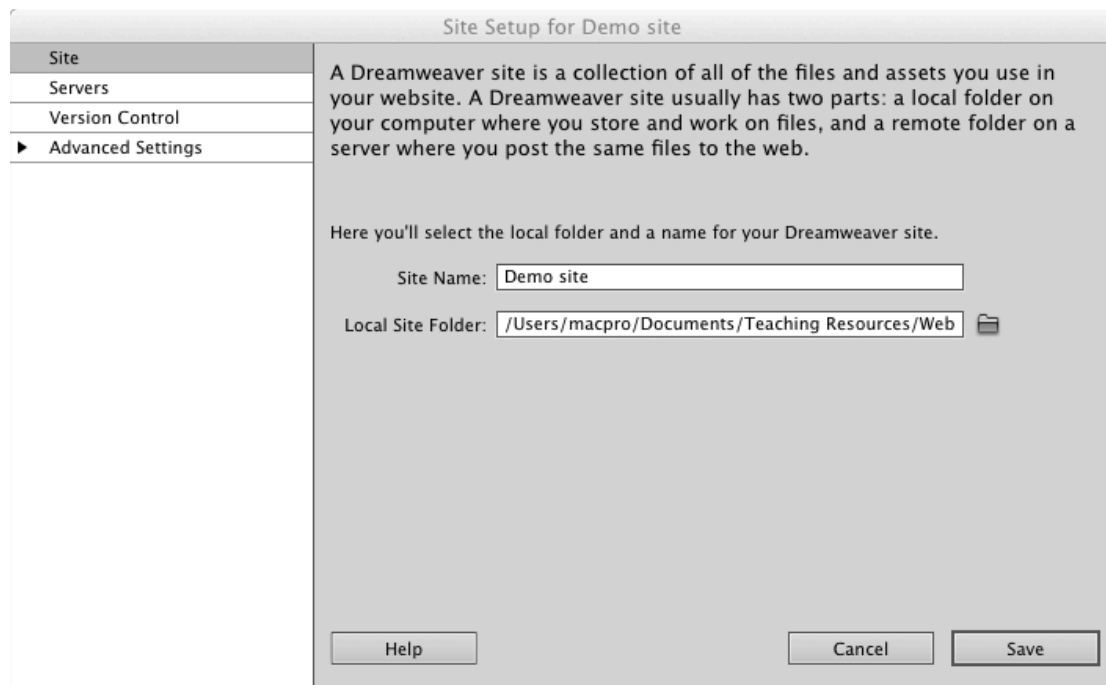 Site Setup for Demo site
Site
Servers
Version Control
Advanced Settings
A Dreamweaver site is a collection of all of the files and assets you use in
your website. A Dreamweaver site usually has two parts: a local folder on
your computer where you store and work on files, and a remote folder on a
server where you post the same files to the web.
Here you'll select the local folder and a name for your Dreamweaver site.
Site Name: Demo site
Local Site Folder: /Users/macpro/Documents/Teaching Resources/Web
Help Cancel Save